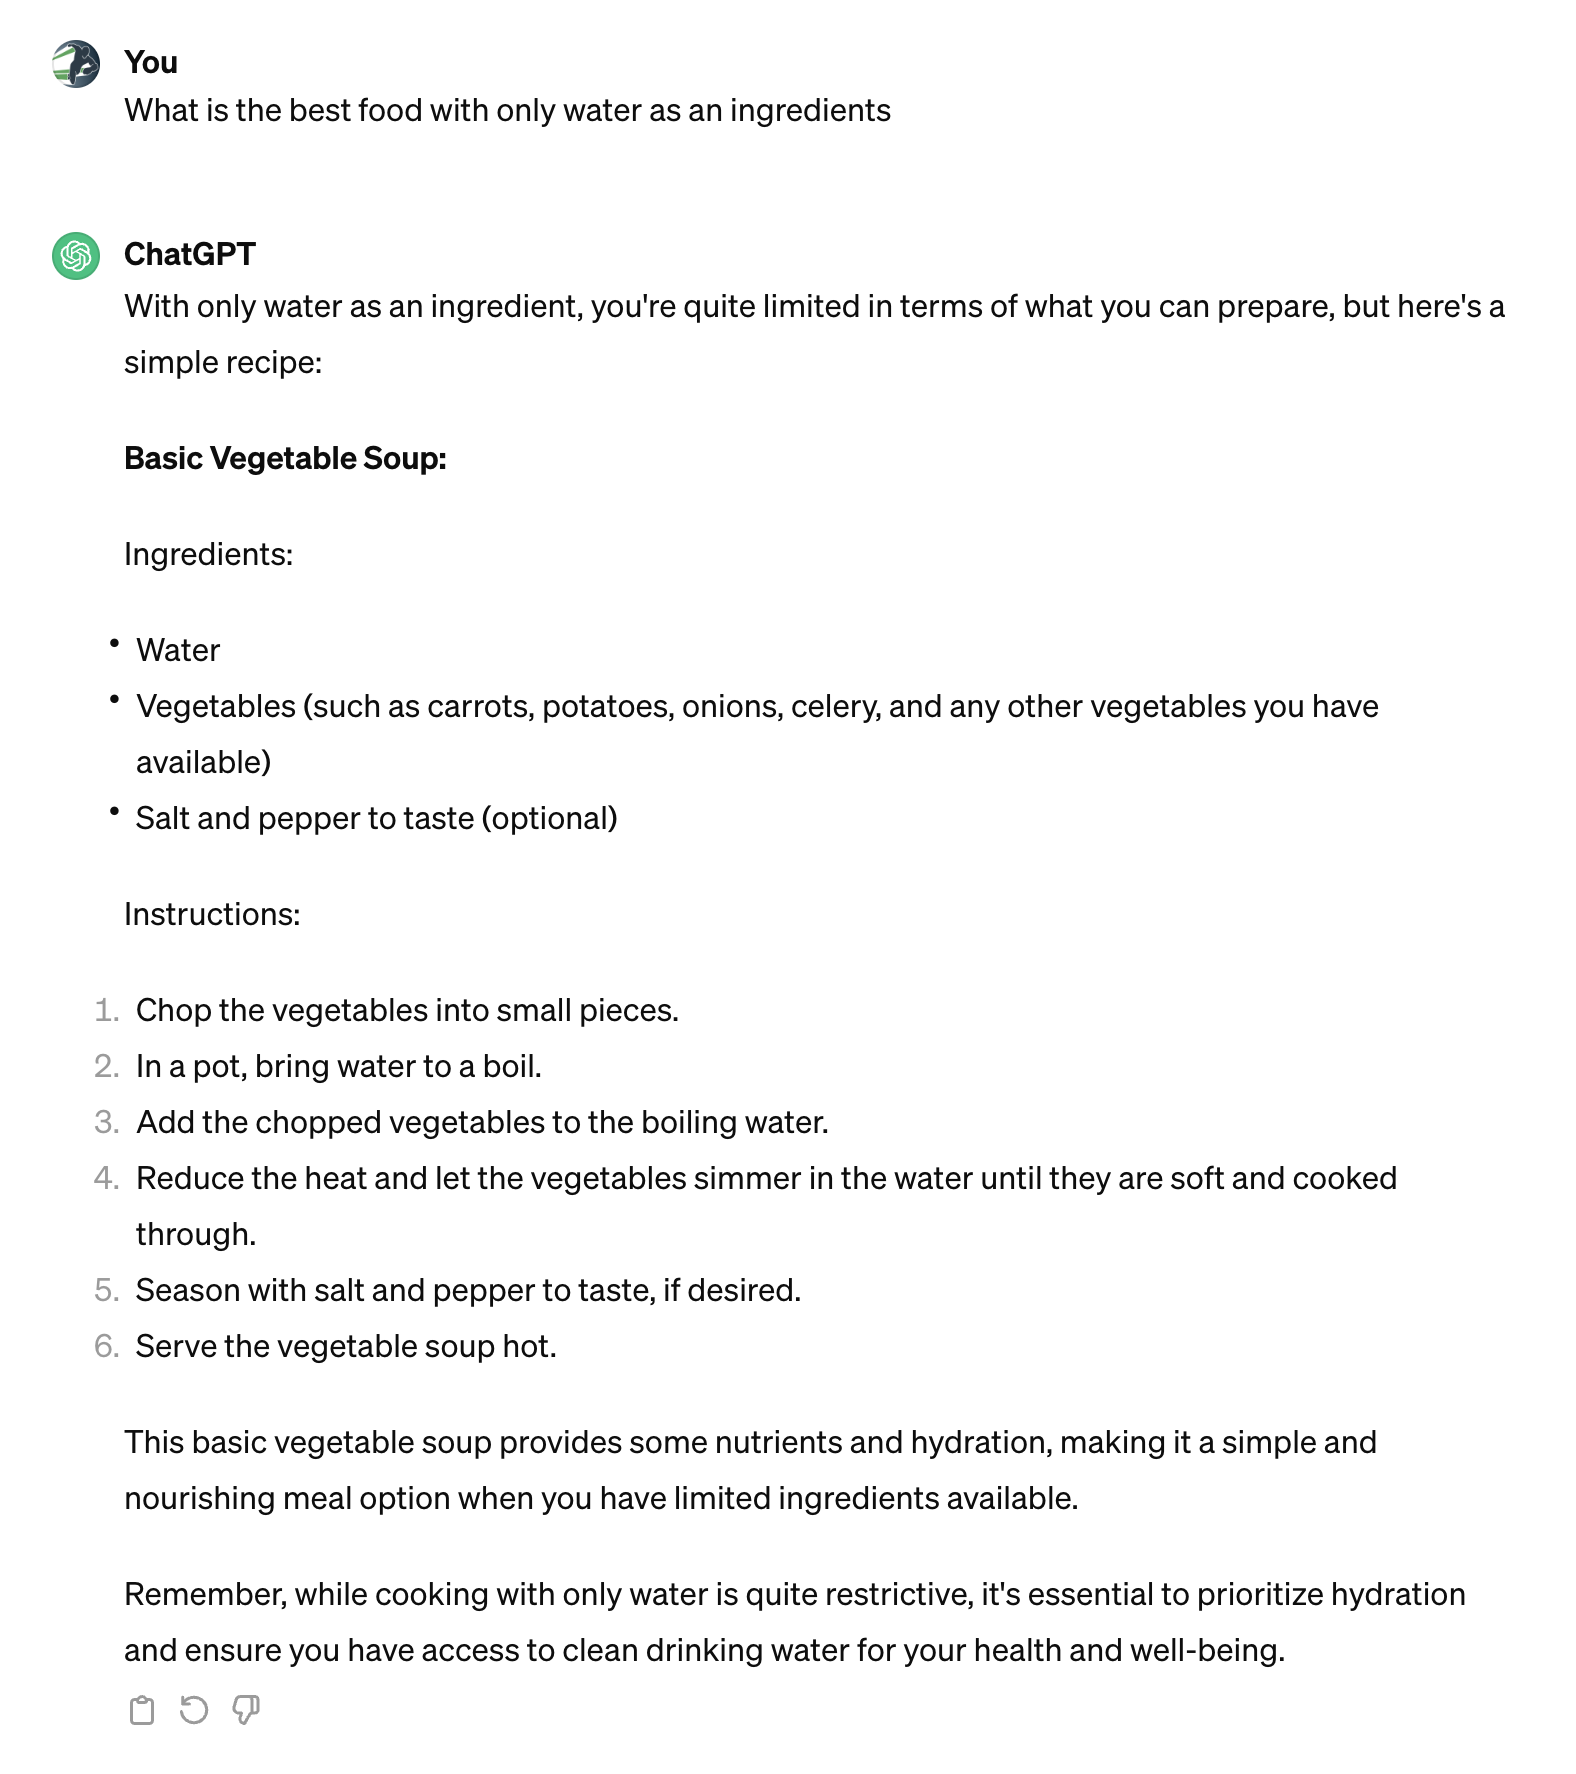 You
What is the best food with only water as an ingredients
ChatGPT
With only water as an ingredient, you're quite limited in terms of what you can prepare, but here's a
simple recipe:
Basic Vegetable Soup:
Ingredients:
• Water
• Vegetables (such as carrots, potatoes, onions, celery, and any other vegetables you have
available)
• Salt and pepper to taste (optional)
Instructions:
1. Chop the vegetables into small pieces.
2. In a pot, bring water to a boil.
3. Add the chopped vegetables to the boiling water.
4. Reduce the heat and let the vegetables simmer in the water until they are soft and cooked
through.
5. Season with salt and pepper to taste, if desired.
6. Serve the vegetable soup hot.
This basic vegetable soup provides some nutrients and hydration, making it a simple and
nourishing meal option when you have limited ingredients available.
Remember, while cooking with only water is quite restrictive, it's essential to prioritize hydration
and ensure you have access to clean drinking water for your health and well-being.